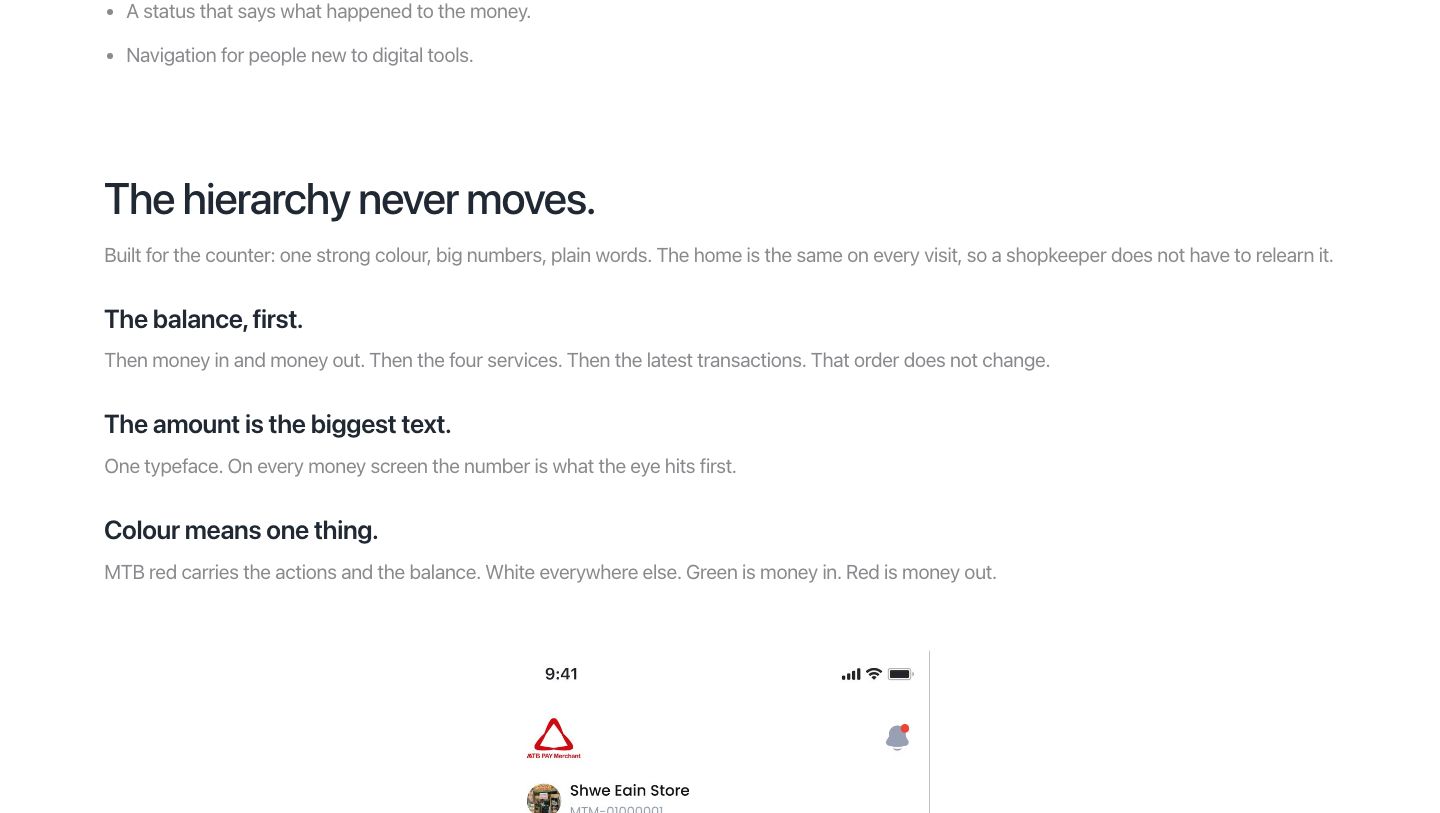 A status that says what happened to the money.
Navigation for people new to digital tools.
The hierarchy never moves.
Built for the counter: one strong colour, big numbers, plain words. The home is the same on every visit, so a shopkeeper does not have to relearn it.
The balance, first.
Then money in and money out. Then the four services. Then the latest transactions. That order does not change.
The amount is the biggest text.
One typeface. On every money screen the number is what the eye hits first.
Colour means one thing.
MTB red carries the actions and the balance. White everywhere else. Green is money in. Red is money out.
9:41
MTB PAY Merchant
Shwe Eain Store
MTM-01000001